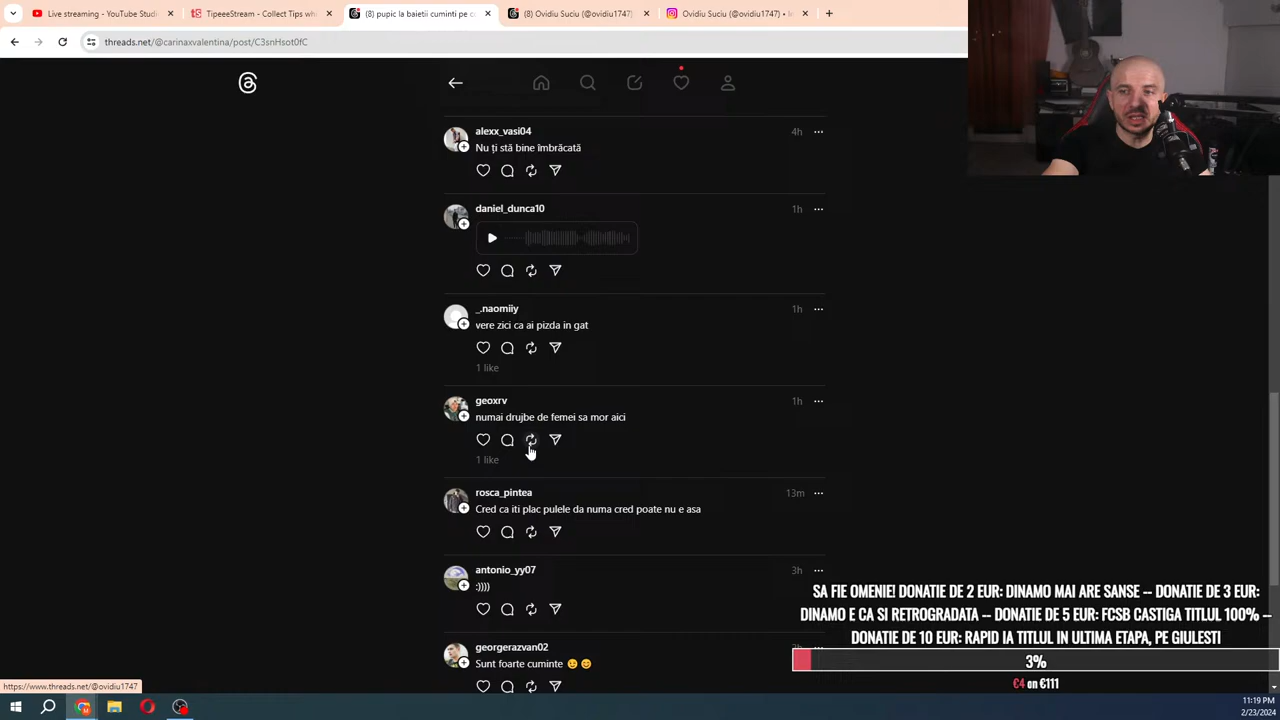 Live streaming - YouTube Studi
TipeeeStream - Collect Tips wh
(8) pupic la baietii cuminti pe c
(8) Ovidiu Suciu (@ovidiu1747)
Ovidiu Suciu (@ovidiu1747) • In
threads.net/@carinaxvalentina/post/C3snHsot0fC
alexx_vasi04 4h
Nu ți stă bine îmbrăcată
daniel_dunca10 1h
_.naomiiy 1h
vere zici ca ai pizda in gat
1 like
geoxrv 1h
numai drujbe de femei sa mor aici
1 like
rosca_pintea 13m
Cred ca iti plac pulele da numa cred poate nu e asa
antonio_yy07 3h
:))))
georgerazvan02
Sunt foarte cuminte 😉😊
SA FIE OMENIE! DONATIE DE 2 EUR: DINAMO MAI ARE SANSE -- DONATIE DE 3 EUR:
DINAMO E CA SI RETROGRADATA -- DONATIE DE 5 EUR: FCSB CASTIGA TITLUL 100% --
DONATIE DE 10 EUR: RAPID IA TITLUL IN ULTIMA ETAPA, PE GIULESTI
3%
€4 on €111
https://www.threads.net/@ovidiu1747
11:19 PM
2/23/2024